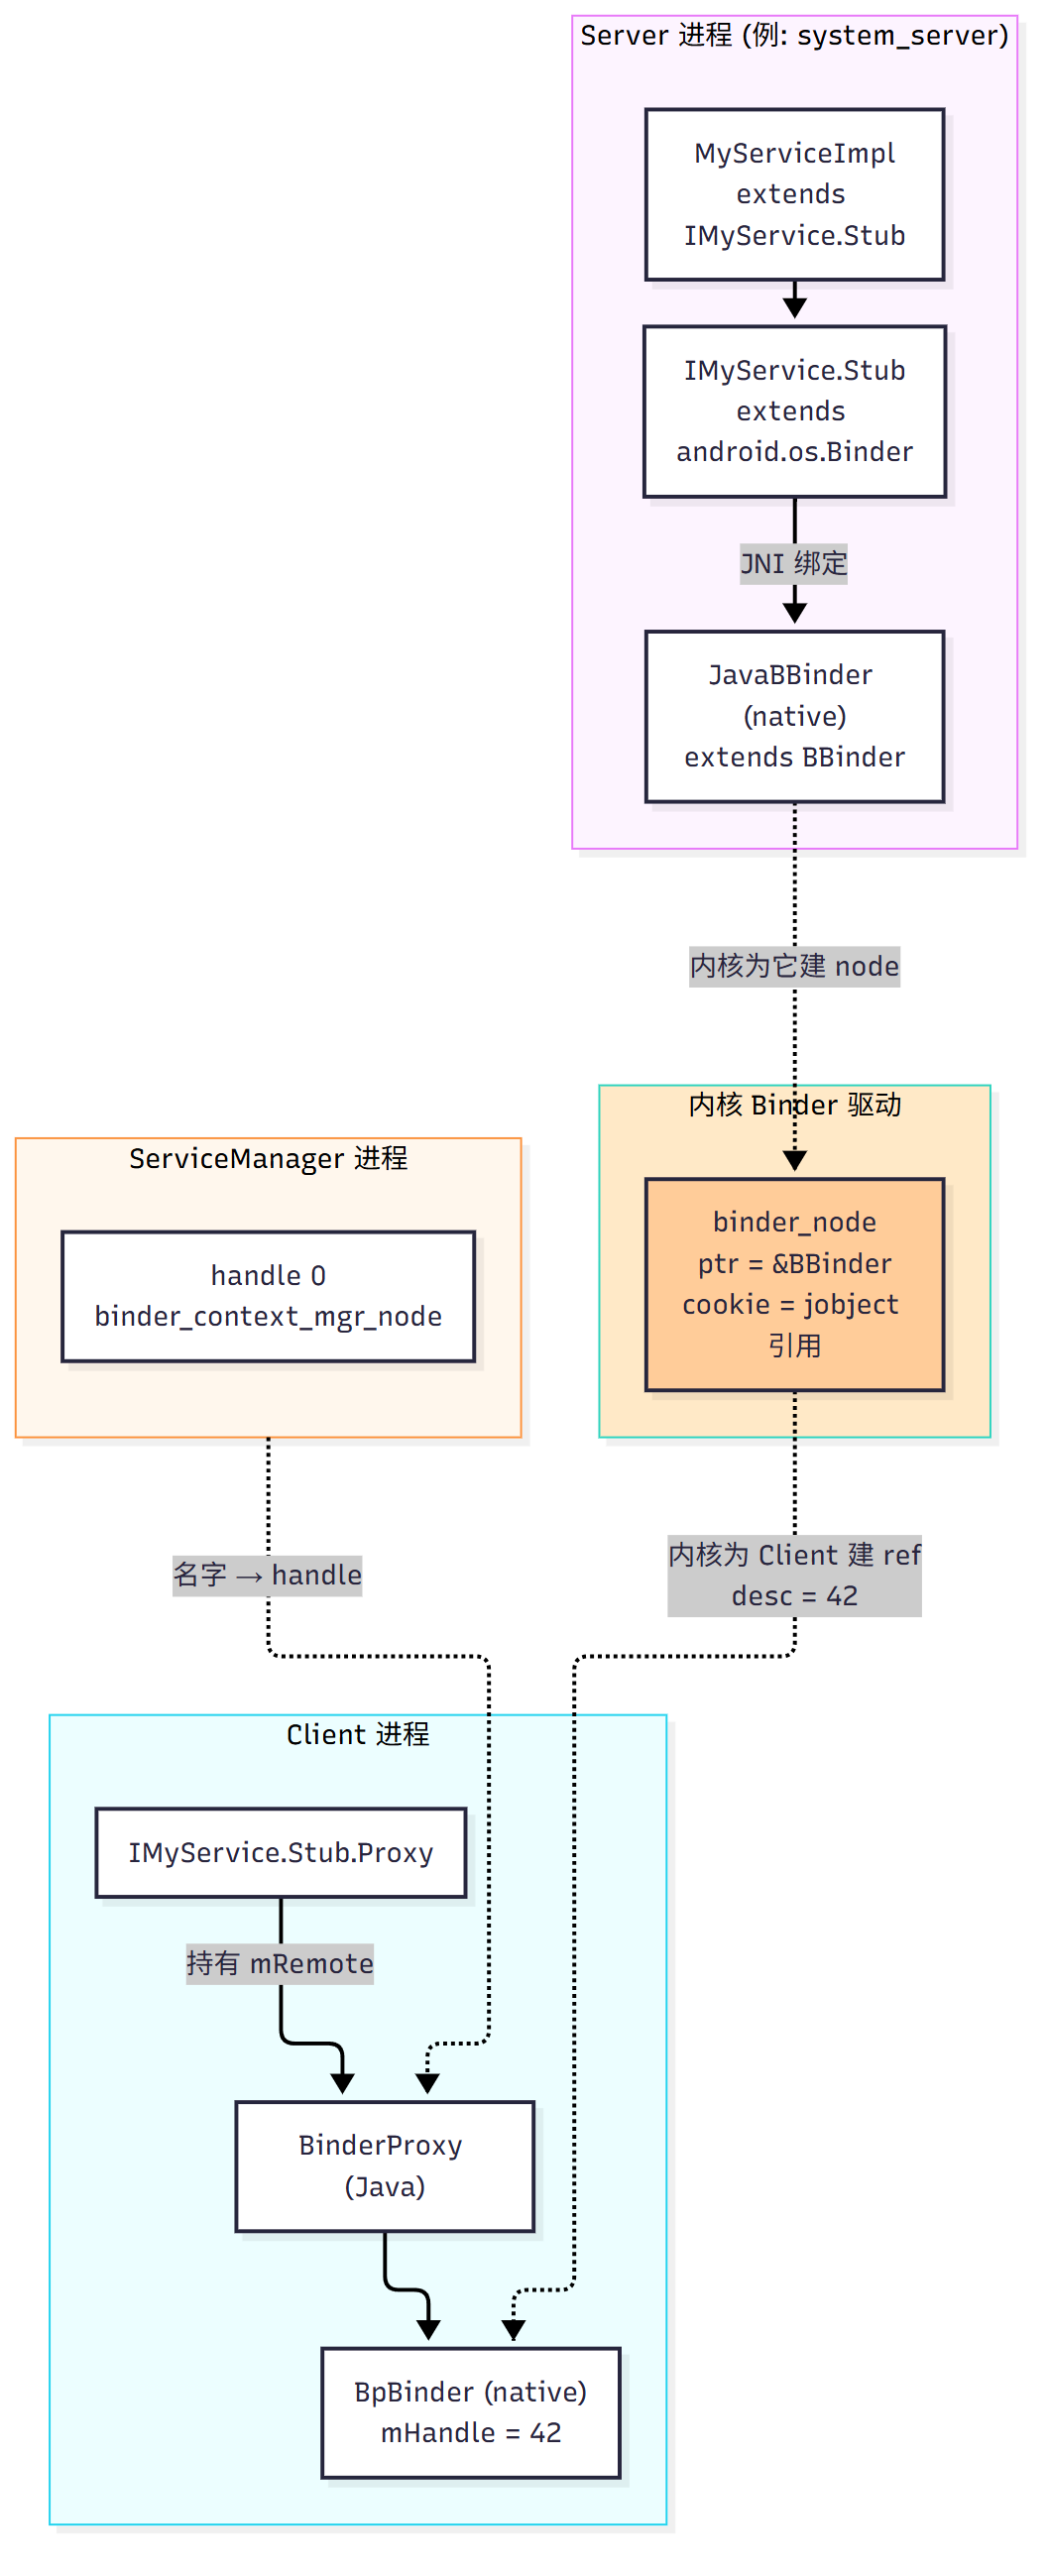 Server 进程 (例: system_server)
MyServiceImpl
extends
IMyService.Stub
IMyService.Stub
extends
android.os.Binder
JNI 绑定
JavaBBinder
(native)
extends BBinder
内核为它建 node
内核 Binder 驱动
binder_node
ptr = &BBinder
cookie = jobject
引用
ServiceManager 进程
handle 0
binder_context_mgr_node
名字 → handle
内核为 Client 建 ref
desc = 42
Client 进程
IMyService.Stub.Proxy
持有 mRemote
BinderProxy
(Java)
BpBinder (native)
mHandle = 42